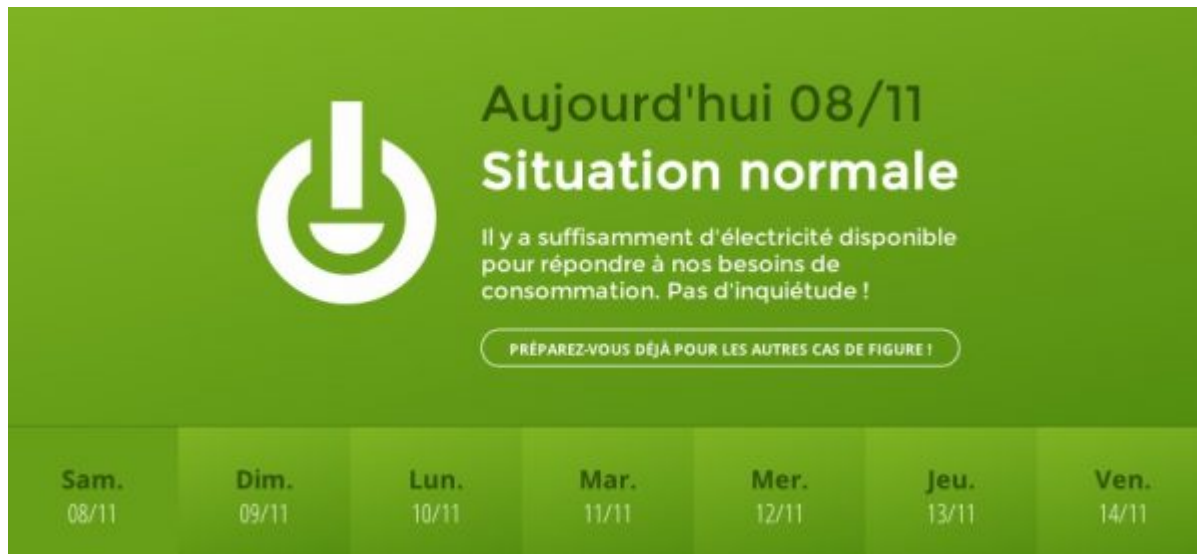 Aujourd'hui 08/11
Situation normale
Il y a suffisamment d'électricité disponible
pour répondre à nos besoins de
consommation. Pas d'inquiétude !
PRÉPAREZ-VOUS DÉJÀ POUR LES AUTRES CAS DE FIGURE !
Sam. Dim. Lun. Mar. Mer. Jeu. Ven.
08/11 09/11 10/11 11/11 12/11 13/11 14/11